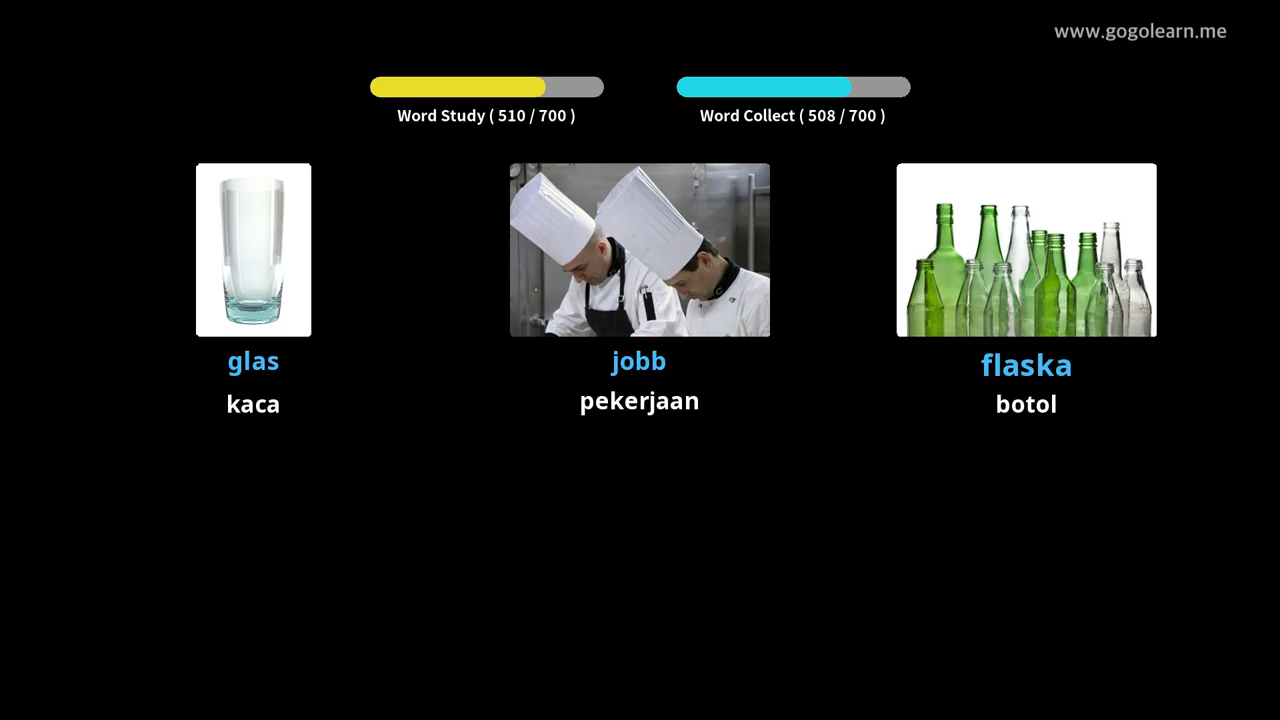 www.gogolearn.me
Word Study ( 510 / 700 )
Word Collect ( 508 / 700 )
glas
kaca
jobb
pekerjaan
flaska
botol